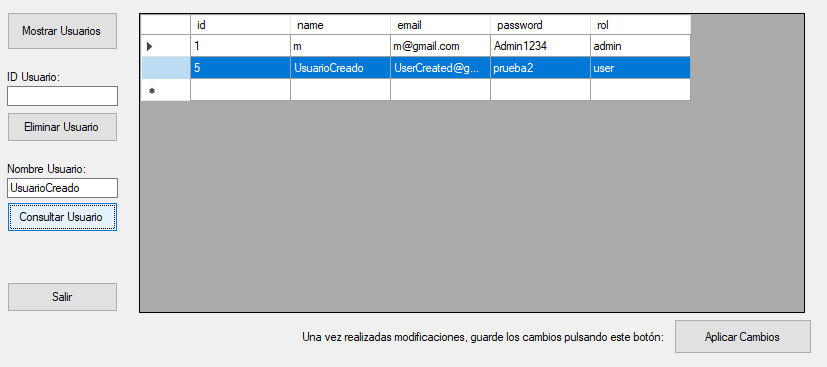 Mostrar Usuarios
ID Usuario:
Eliminar Usuario
Nombre Usuario:
UsuarioCreado
Consultar Usuario
Salir
id name email password rol
1 m m@gmail.com Admin1234 admin
5 UsuarioCreado UserCreated@g... prueba2 user
Una vez realizadas modificaciones, guarde los cambios pulsando este botón:
Aplicar Cambios